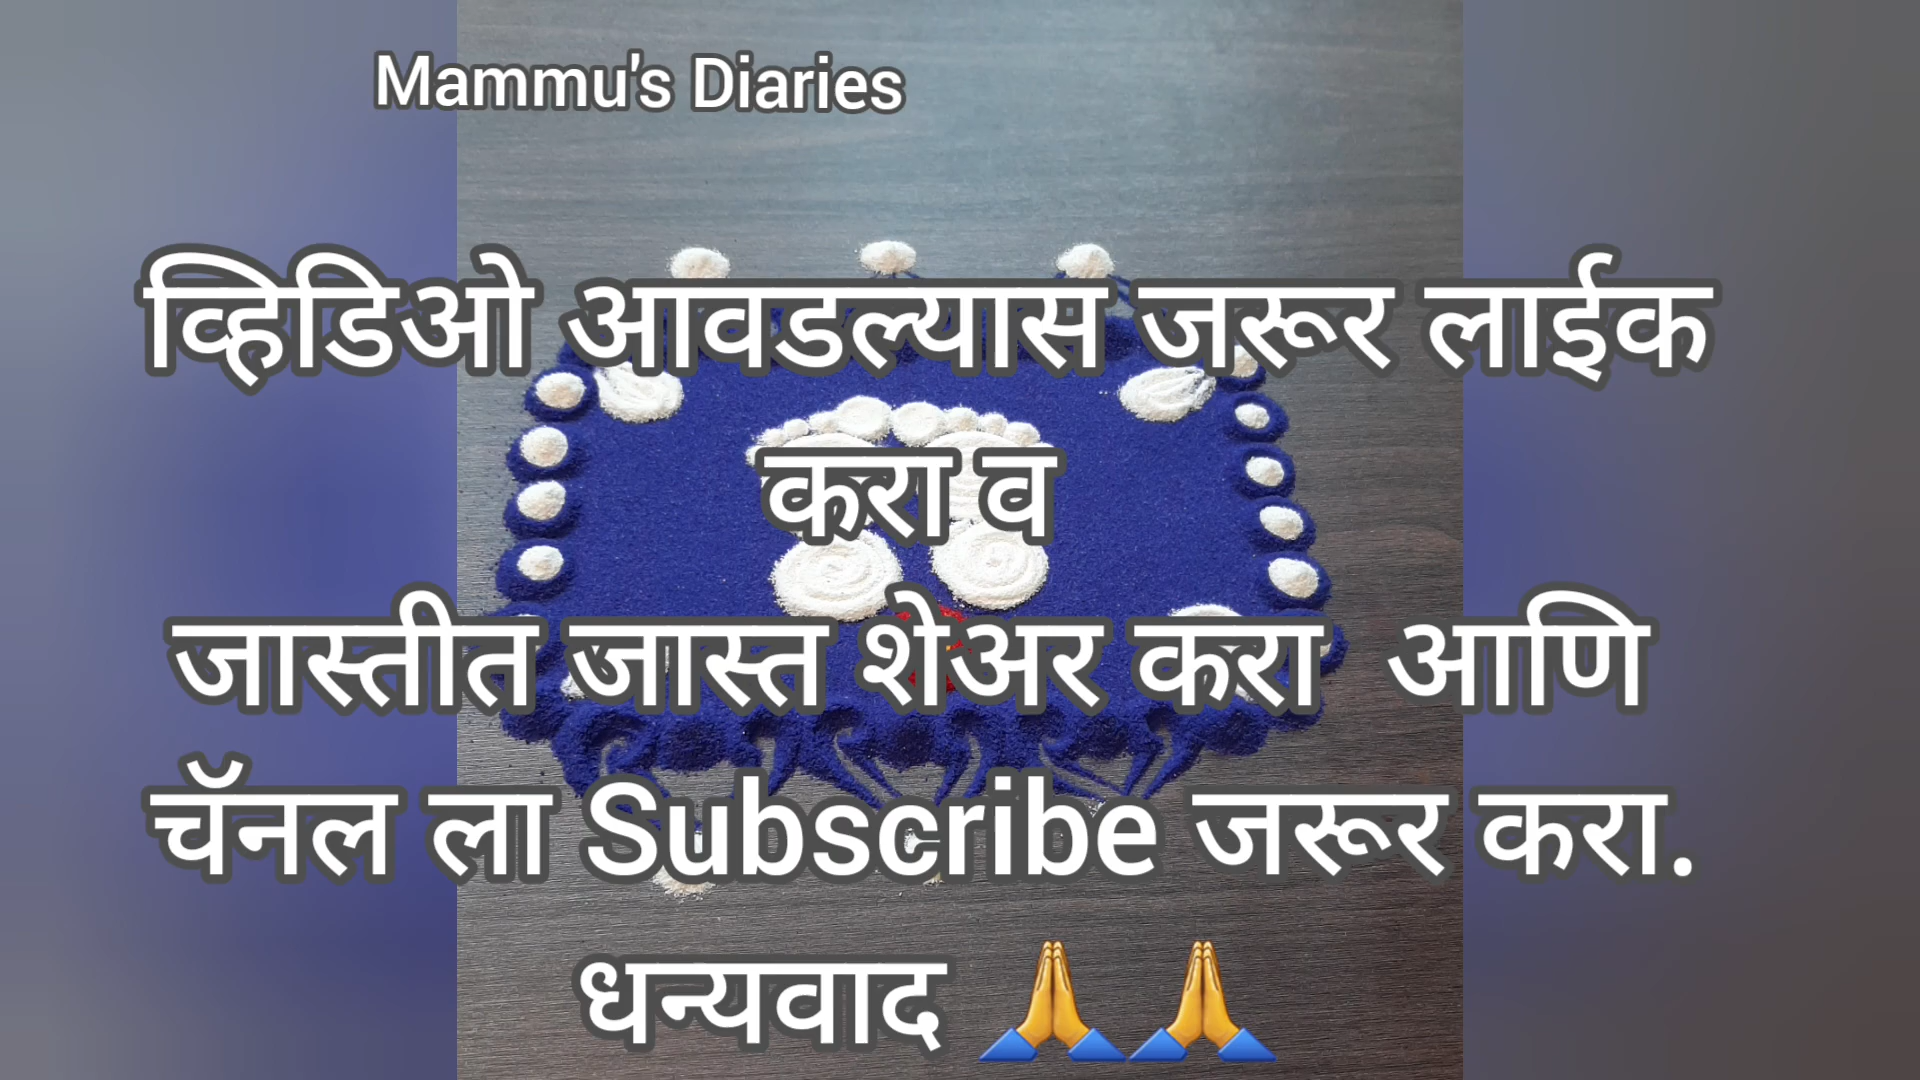 Mammu's Diaries
व्हिडिओ आवडल्यास जरूर लाईक
करा व
जास्तीत जास्त शेअर करा आणि
चॅनल ला Subscribe जरूर करा.
धन्यवाद 🙏🙏